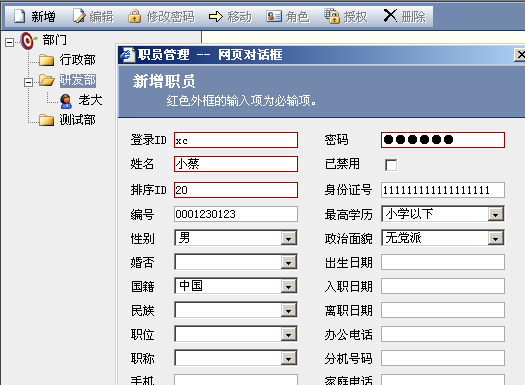 新增 编辑 修改密码 移动 角色 授权 删除
部门
行政部
研发部
老大
测试部
职员管理 -- 网页对话框
新增职员
红色外框的输入项为必输项。
登录ID xc 密码 ●●●●●●
姓名 小蔡 已禁用
排序ID 20 身份证号 111111111111111111
编号 0001230123 最高学历 小学以下
性别 男 政治面貌 无党派
婚否 出生日期
国籍 中国 入职日期
民族 离职日期
职位 办公电话
职称 分机号码
手机 家庭电话